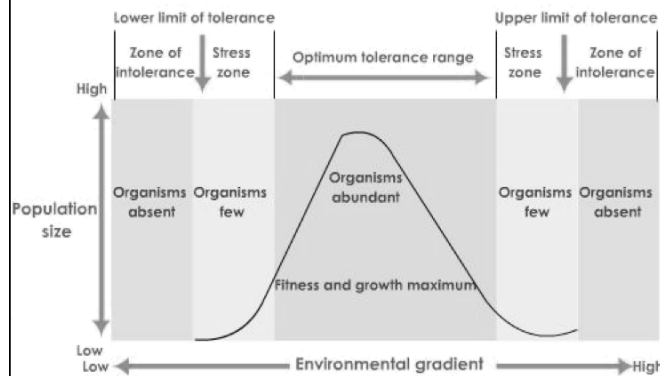 Lower limit of tolerance
Upper limit of tolerance
Zone of
intolerance
Stress
zone
Optimum tolerance range
Stress
zone
Zone of
intolerance
High
Population
size
Organisms
absent
Organisms
few
Organisms
abundant
Organisms
few
Organisms
absent
Fitness and growth maximum
Low
Low
Environmental gradient
High